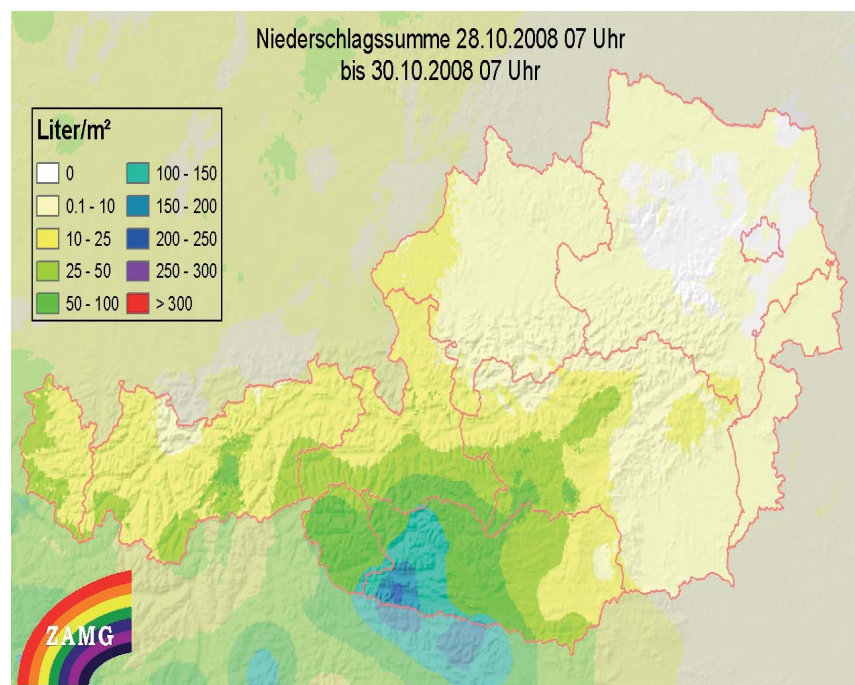 Niederschlagssumme 28.10.2008 07 Uhr
bis 30.10.2008 07 Uhr
Liter/m²
0
0.1 - 10
10 - 25
25 - 50
50 - 100
100 - 150
150 - 200
200 - 250
250 - 300
> 300
ZAMG